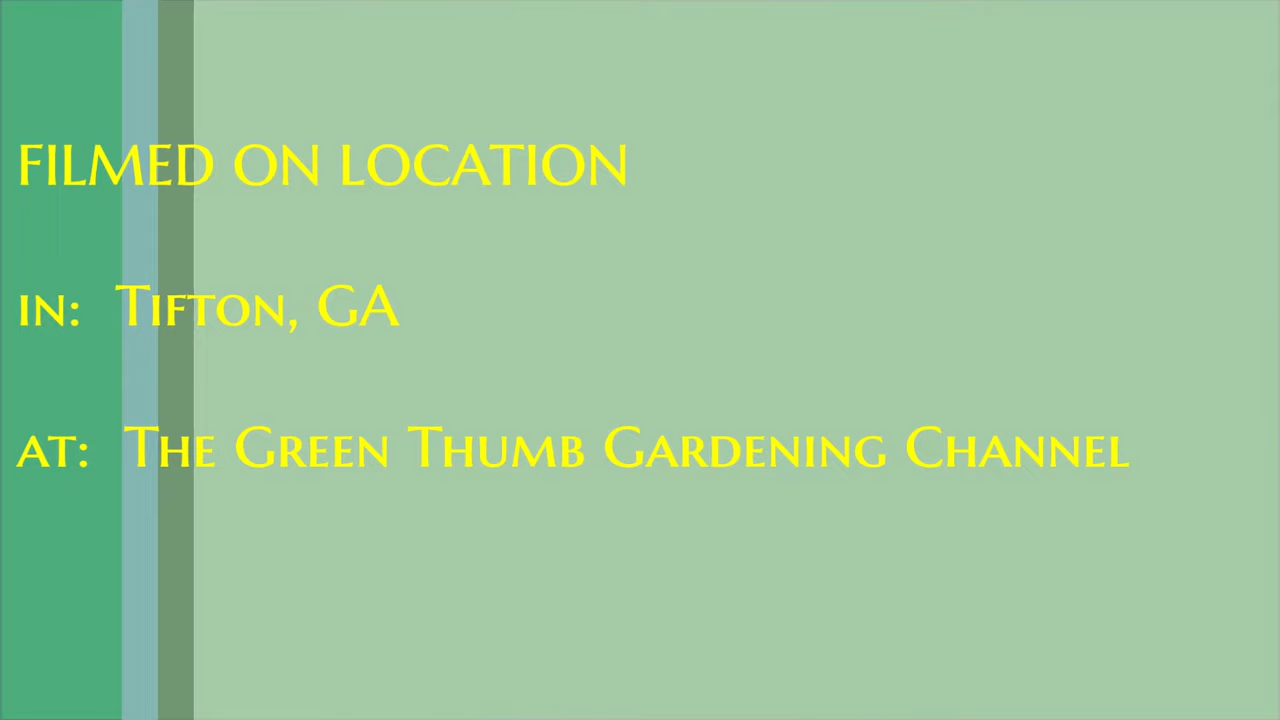 FILMED ON LOCATION
IN: TIFTON, GA
AT: THE GREEN THUMB GARDENING CHANNEL